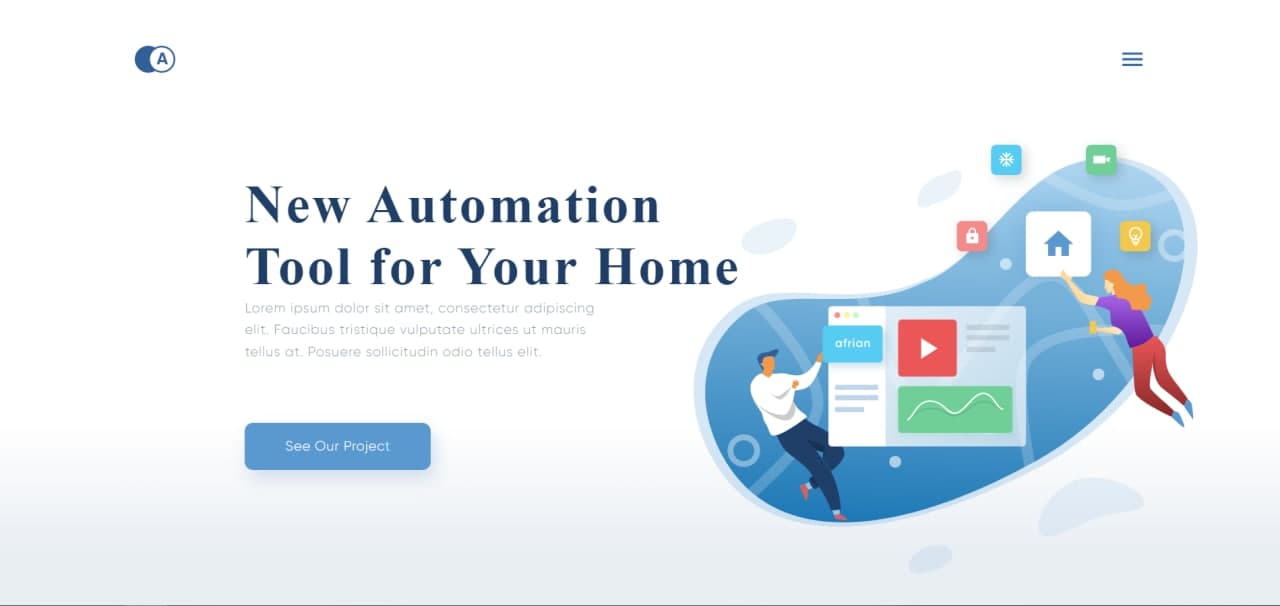 A
New Automation
Tool for Your Home
Lorem ipsum dolor sit amet, consectetur adipiscing
elit. Faucibus tristique vulputate ultrices ut mauris
tellus at. Posuere sollicitudin odio tellus elit.
See Our Project
afrian